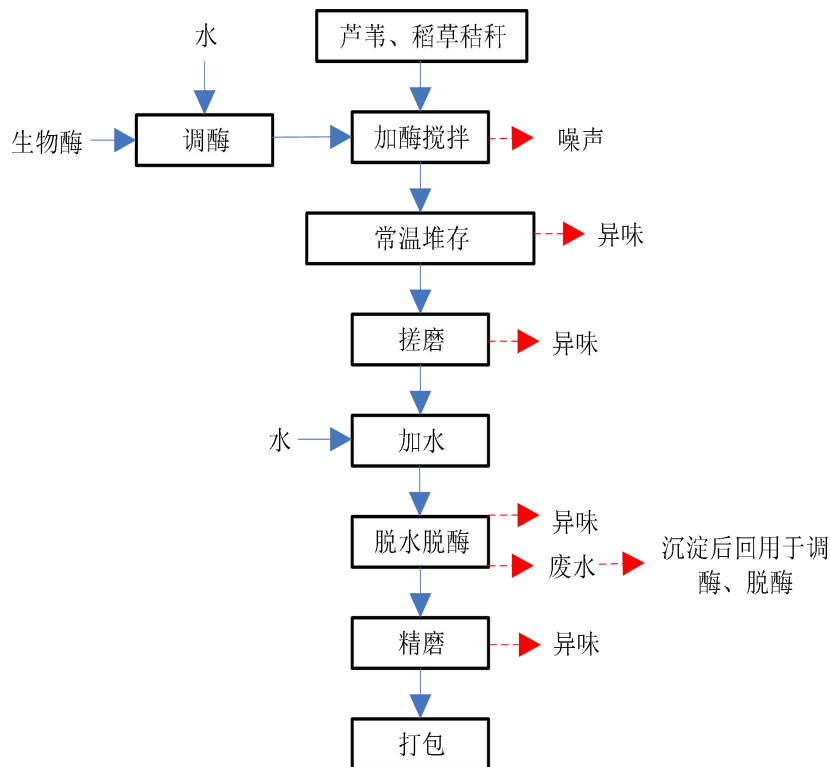 芦苇、稻草秸秆
水
生物酶
调酶
加酶搅拌
噪声
常温堆存
异味
搓磨
异味
水
加水
脱水脱酶
异味
废水
沉淀后回用于调
酶、脱酶
精磨
异味
打包